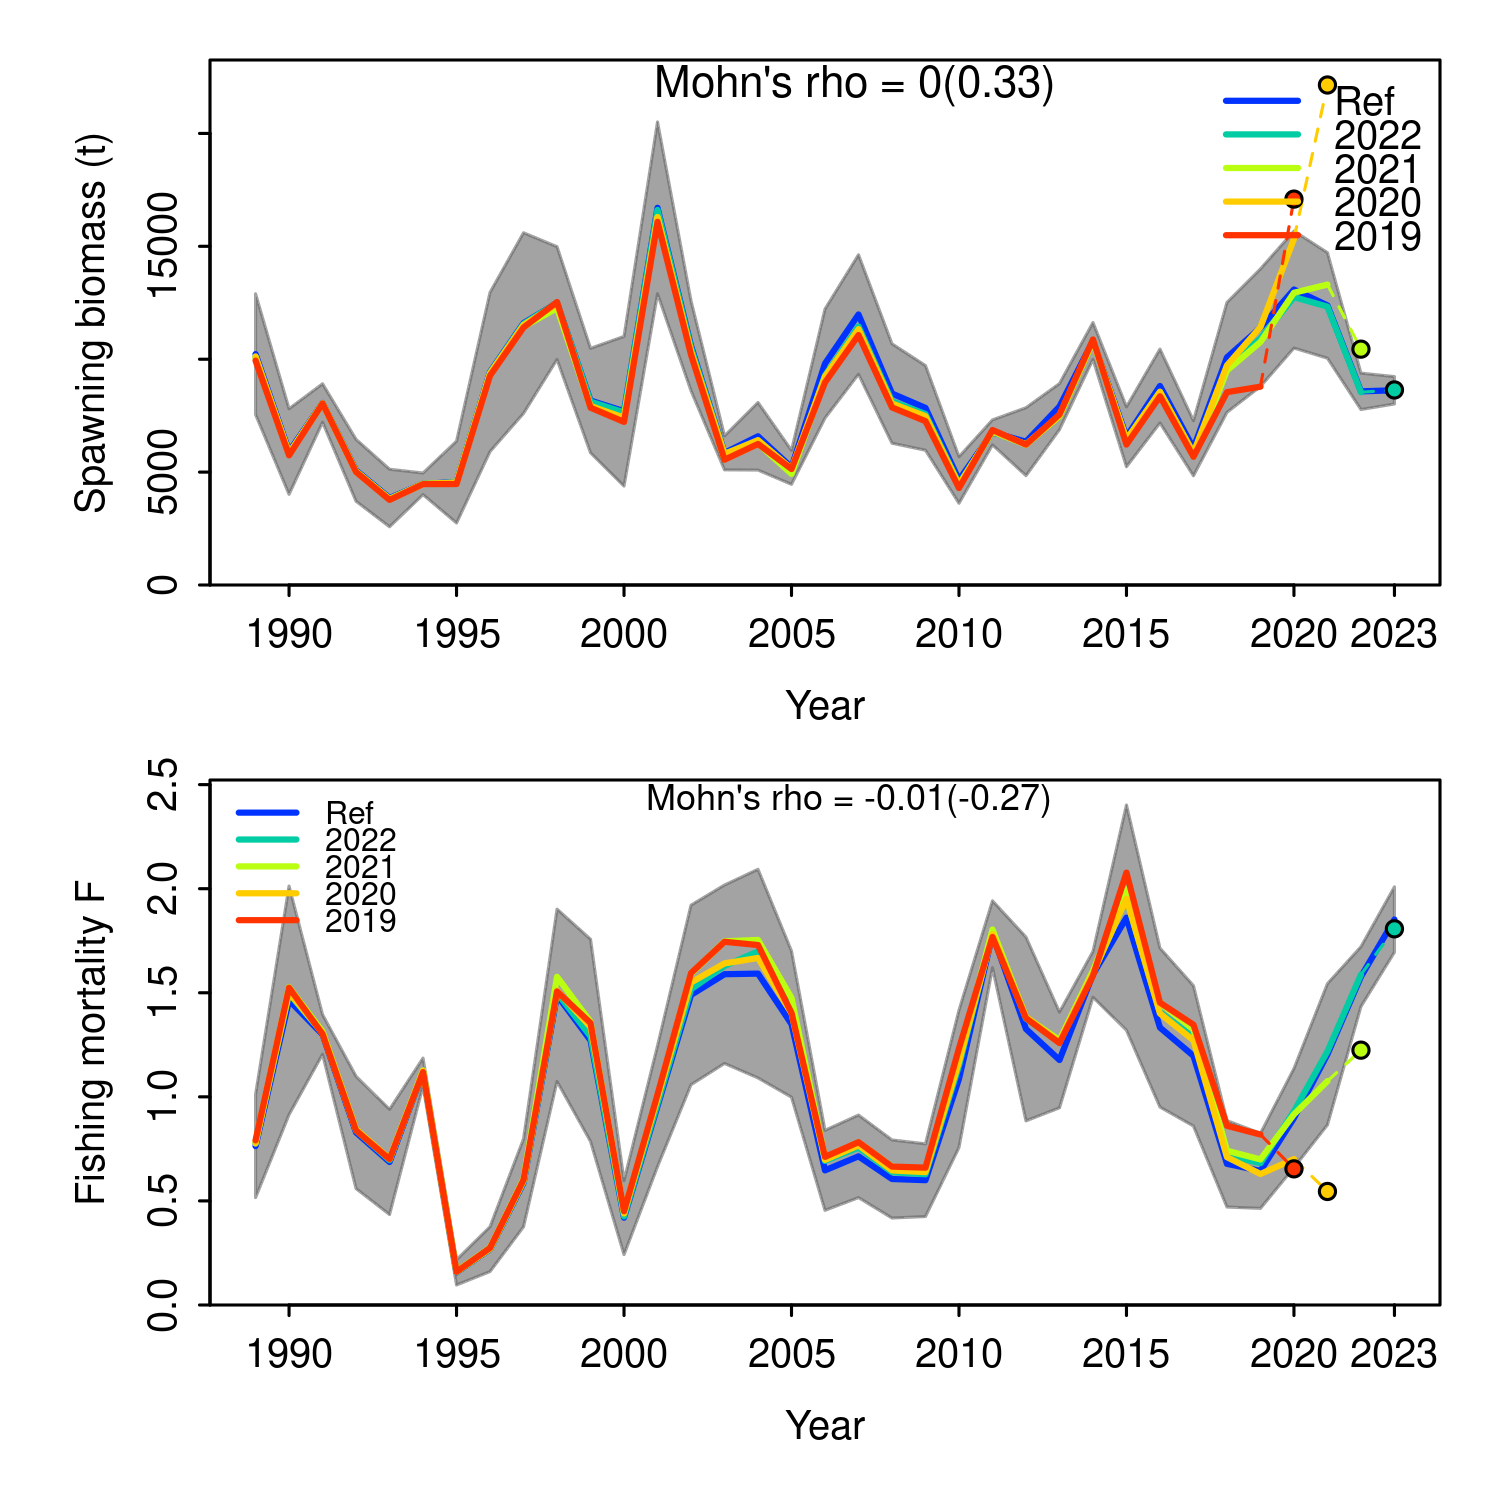 Mohn's rho = 0(0.33)
Ref
2022
2021
2020
2019
Spawning biomass (t)
0 5000 15000
1990 1995 2000 2005 2010 2015 2020 2023
Year
Mohn's rho = -0.01(-0.27)
Ref
2022
2021
2020
2019
Fishing mortality F
0.0 0.5 1.0 1.5 2.0 2.5
1990 1995 2000 2005 2010 2015 2020 2023
Year